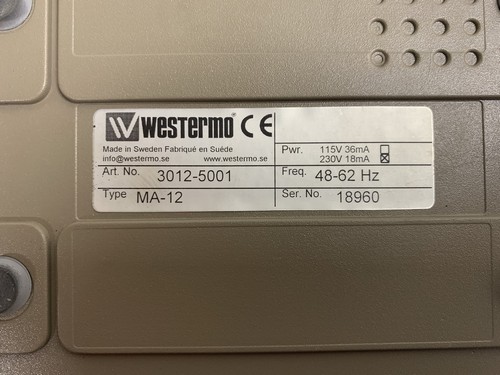 Westermo® CE
Made in Sweden Fabriqué en Suéde
info@westermo.se www.westermo.se
Pwr. 115V 36mA
230V 18mA
Art. No. 3012-5001
Freq. 48-62 Hz
Type MA-12
Ser. No. 18960